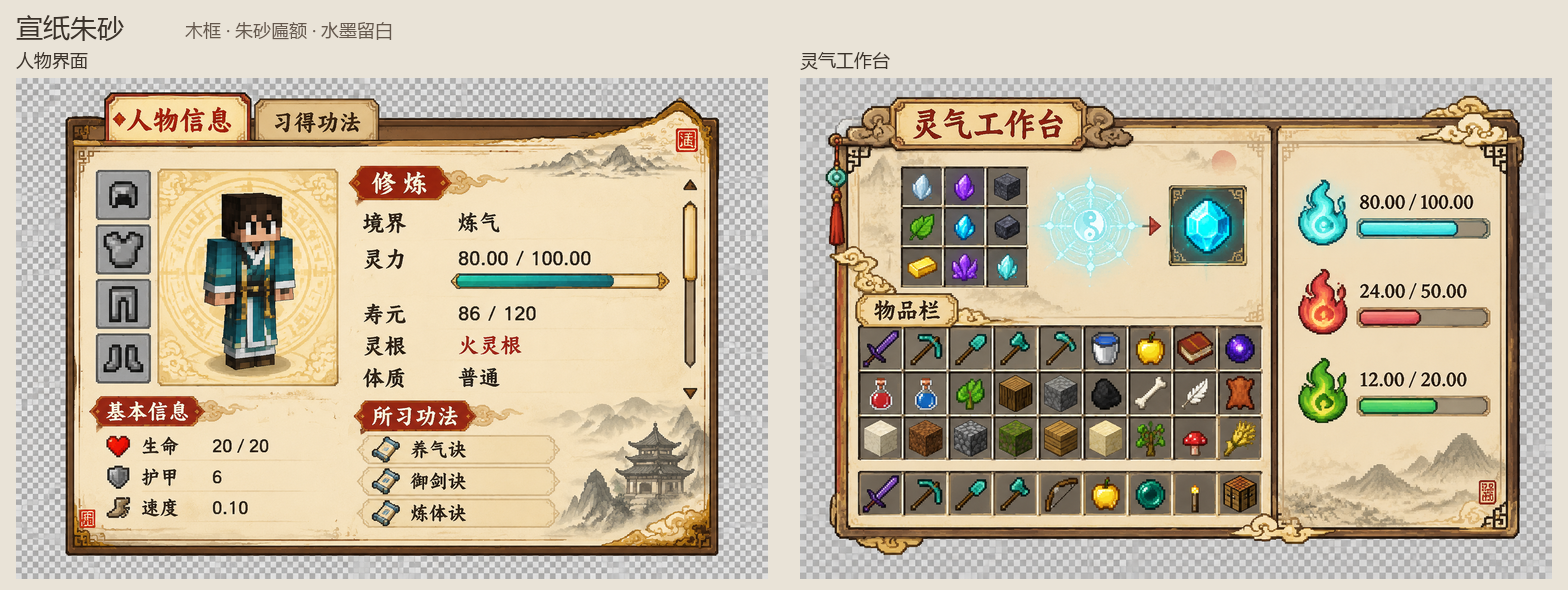 宣纸朱砂
木框 · 朱砂匾额 · 水墨留白
人物界面
人物信息
习得功法
修炼
境界 炼气
灵力 80.00 / 100.00
寿元 86 / 120
灵根 火灵根
体质 普通
基本信息
生命 20 / 20
护甲 6
速度 0.10
所习功法
养气诀
御剑诀
炼体诀
灵气工作台
灵气工作台
物品栏
80.00 / 100.00
24.00 / 50.00
12.00 / 20.00